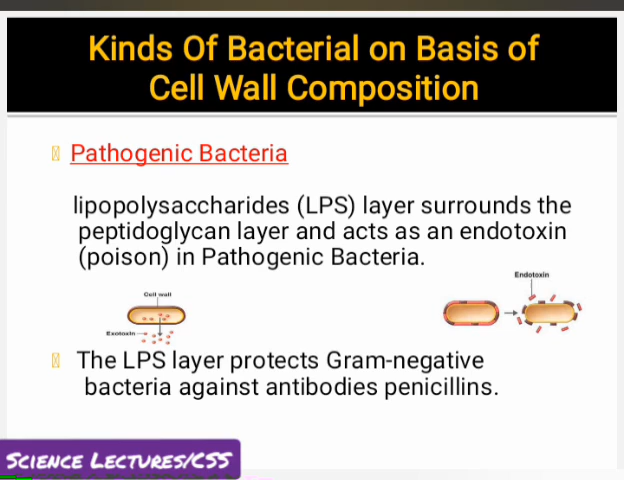 Kinds Of Bacterial on Basis of
Cell Wall Composition
Pathogenic Bacteria
lipopolysaccharides (LPS) layer surrounds the
peptidoglycan layer and acts as an endotoxin
(poison) in Pathogenic Bacteria.
Endotoxin
Cell wall
Exotoxin
The LPS layer protects Gram-negative
bacteria against antibodies penicillins.
SCIENCE LECTURES/CSS